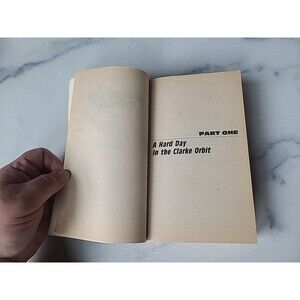 PART ONE
A Hard Day
in the Clarke Orbit